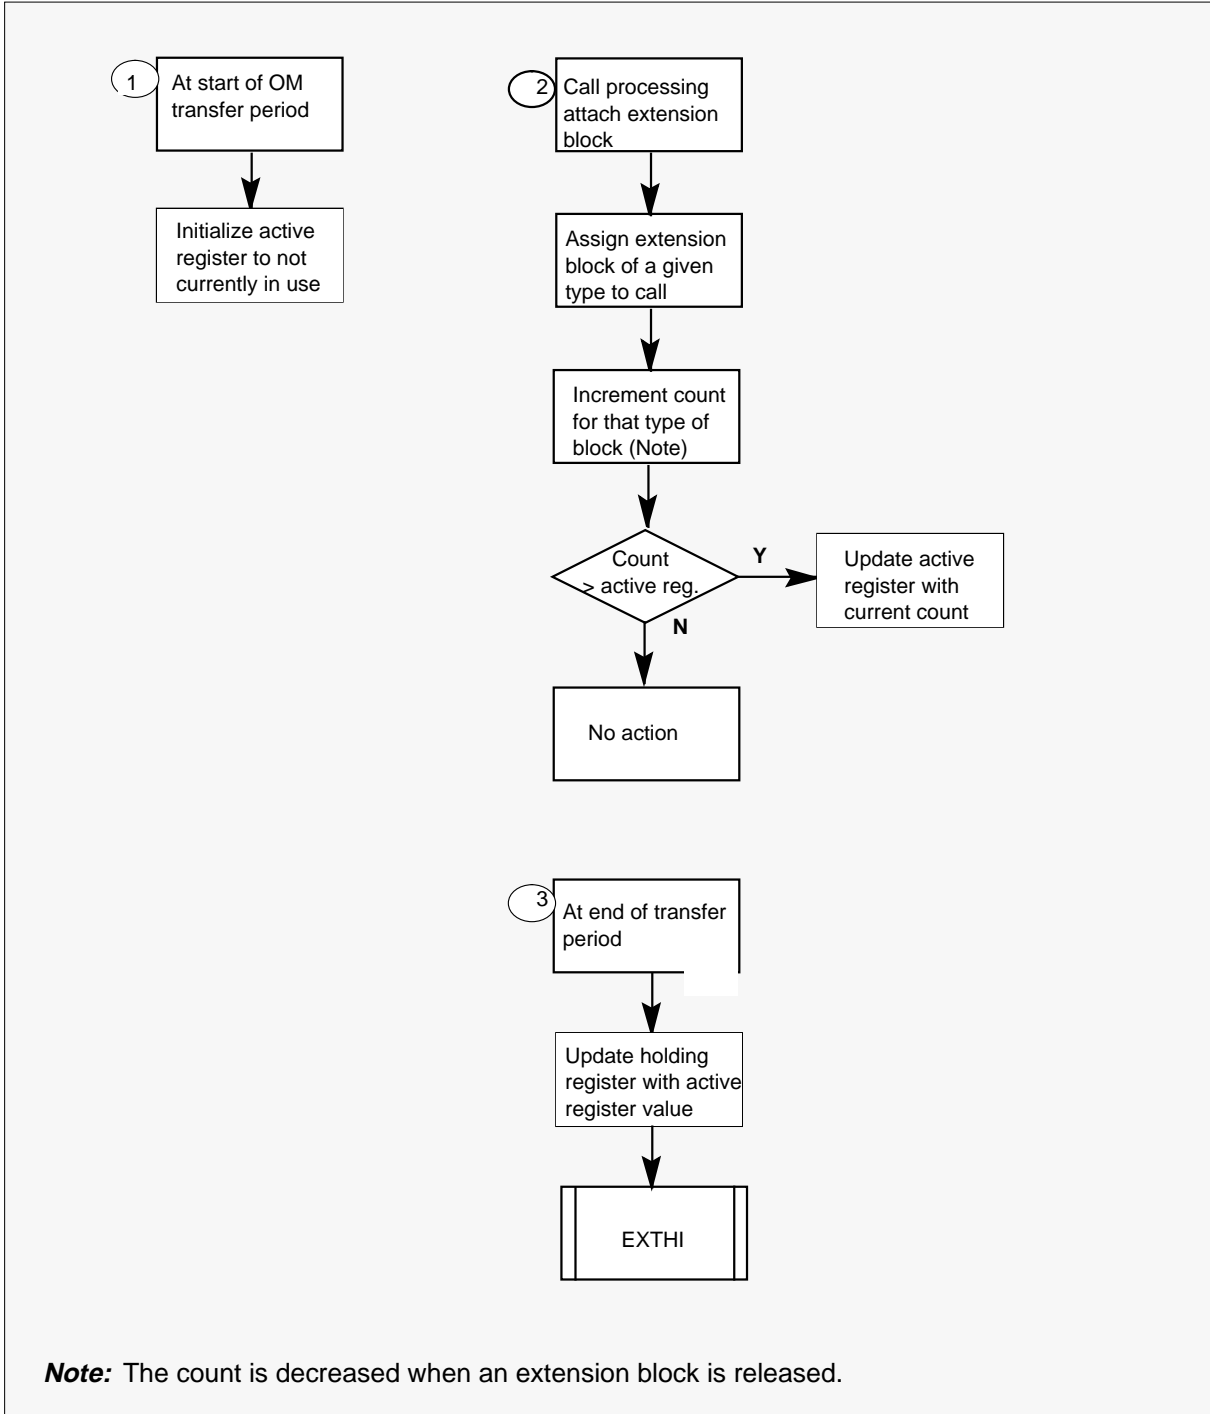 1
At start of OM
transfer period
Initialize active
register to not
currently in use
2
Call processing
attach extension
block
Assign extension
block of a given
type to call
Increment count
for that type of
block (Note)
Count
> active reg.
Y
Update active
register with
current count
N
No action
3
At end of transfer
period
Update holding
register with active
register value
EXTHI
Note: The count is decreased when an extension block is released.